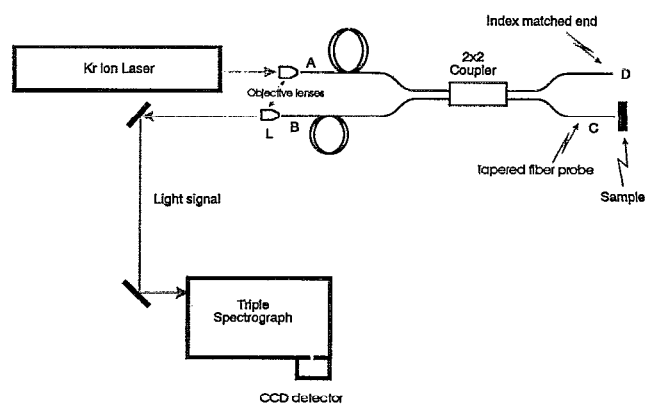 Index matched end
Kr Ion Laser
A
2x2
Coupler
D
Objective lenses
L
B
C
Tapered fiber probe
Sample
Light signal
Triple
Spectrograph
CCD detector